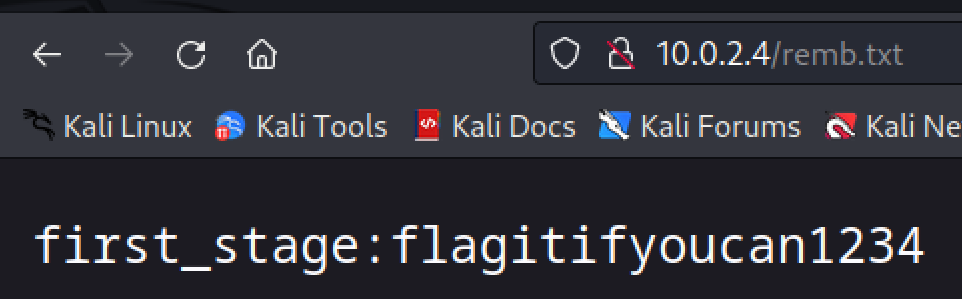 10.0.2.4/remb.txt
Kali Linux Kali Tools Kali Docs Kali Forums Kali Ne
first_stage:flagitifyoucan1234